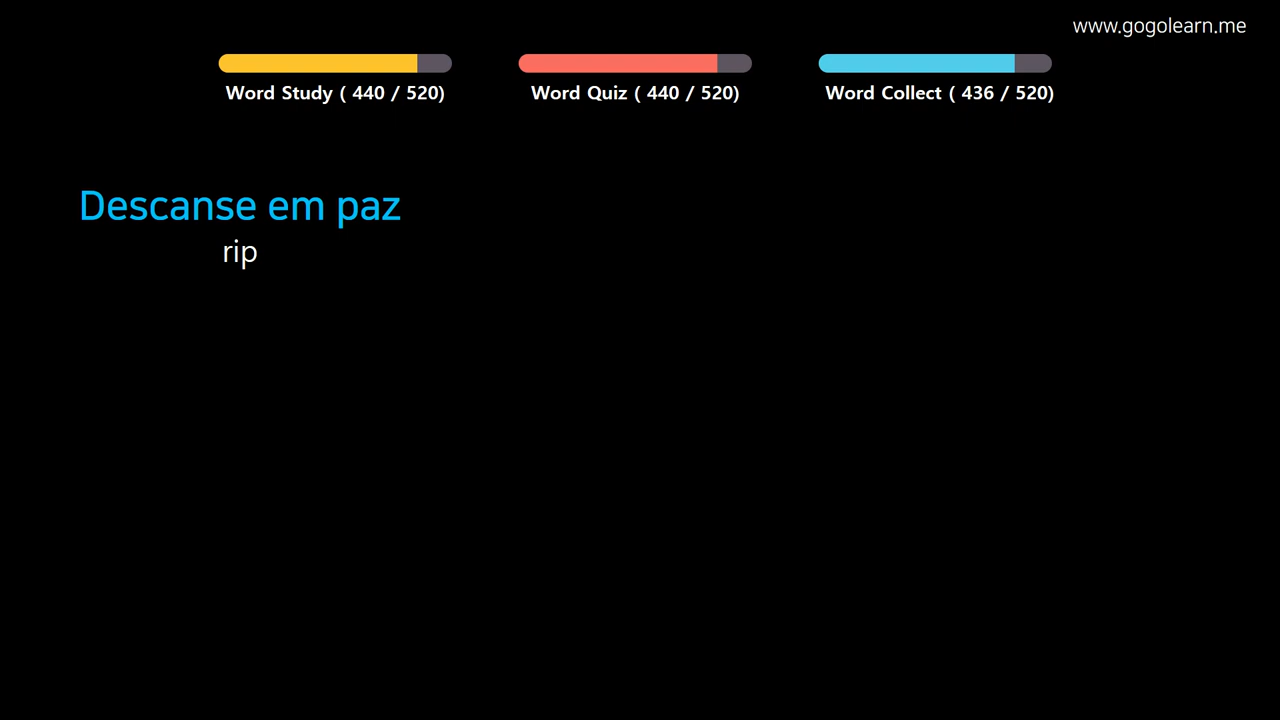 www.gogolearn.me
Word Study ( 440 / 520)
Word Quiz ( 440 / 520)
Word Collect ( 436 / 520)
Descanse em paz
rip